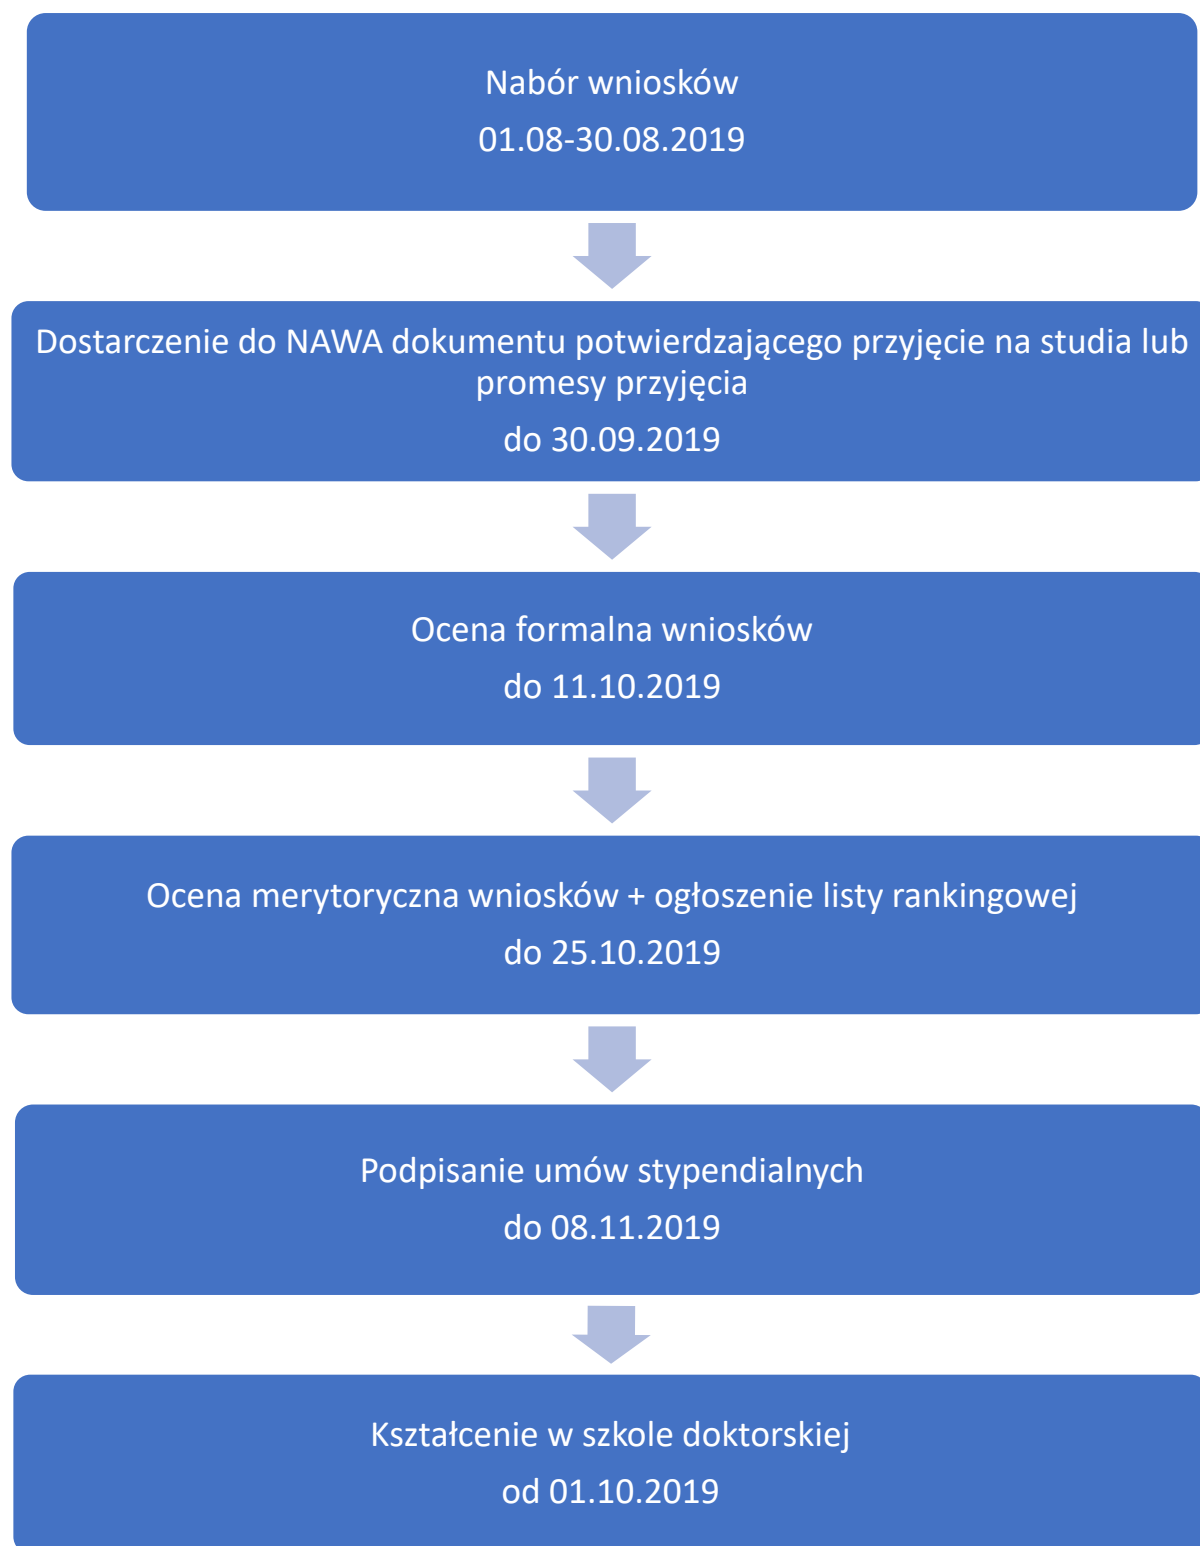 Nabór wniosków
01.08-30.08.2019
Dostarczenie do NAWA dokumentu potwierdzającego przyjęcie na studia lub
promesy przyjęcia
do 30.09.2019
Ocena formalna wniosków
do 11.10.2019
Ocena merytoryczna wniosków + ogłoszenie listy rankingowej
do 25.10.2019
Podpisanie umów stypendialnych
do 08.11.2019
Kształcenie w szkole doktorskiej
od 01.10.2019